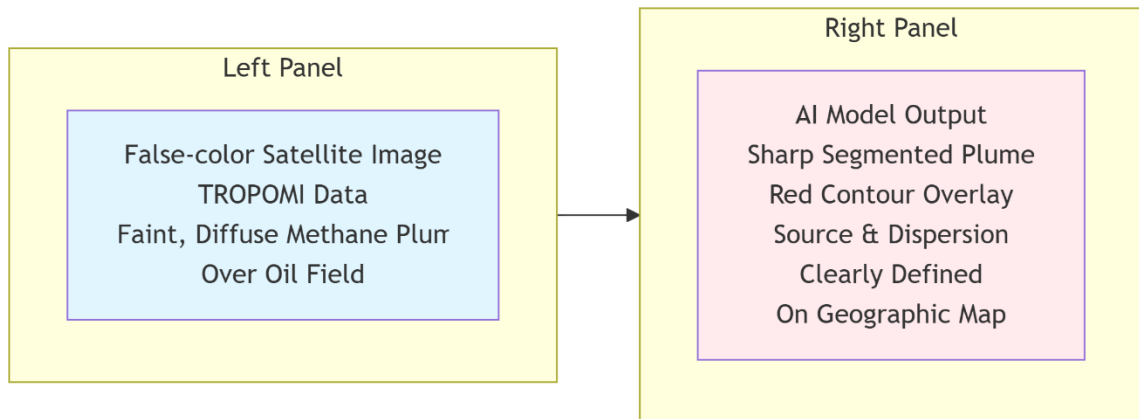 Left Panel
False-color Satellite Image
TROPOMI Data
Faint, Diffuse Methane Plum
Over Oil Field
Right Panel
AI Model Output
Sharp Segmented Plume
Red Contour Overlay
Source & Dispersion
Clearly Defined
On Geographic Map